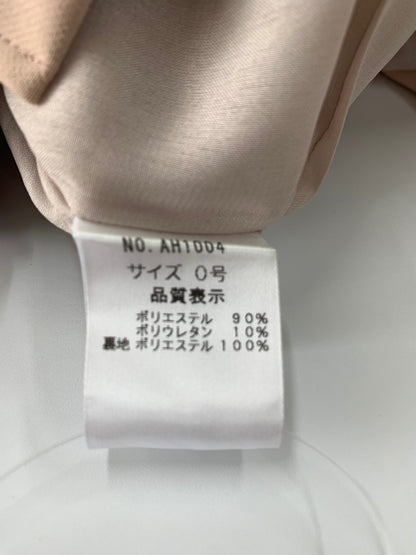 NO. AH1004
サイズ 0号
品質表示
ポリエステル 90%
ポリウレタン 10%
裏地 ポリエステル 100%